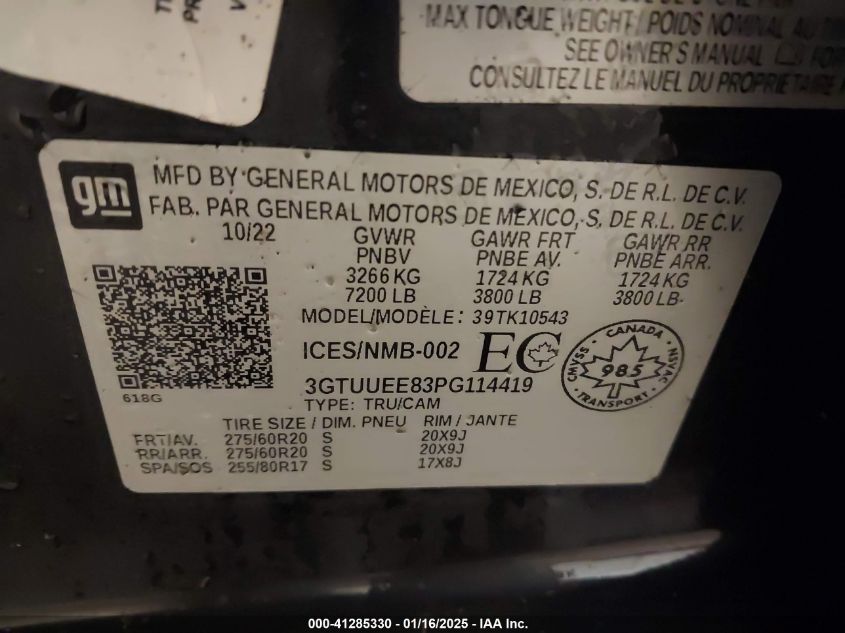 MAX TONGUE WEIGHT/ POIDS NOMINAL AU
SEE OWNER'S MANUAL FOR
CONSULTEZ LE MANUEL DU PROPRIETAIRE
gm
MFD BY GENERAL MOTORS DE MEXICO, S. DE R.L. DE C.V.
FAB. PAR GENERAL MOTORS DE MEXICO, S. DE R.L. DE C.V.
10/22 GVWR GAWR FRT GAWR RR
PNBV PNBE AV. PNBE ARR.
3266 KG 1724 KG 1724 KG
7200 LB 3800 LB 3800 LB
MODEL/MODÈLE: 39TK10543
ICES/NMB-002 EC
CANADA
CMVSS 985 NSVAC
TRANSPORT
3GTUUEE83PG114419
618G
TYPE: TRU/CAM
TIRE SIZE / DIM. PNEU RIM / JANTE
FRT/AV. 275/60R20 S 20X9J
RR/ARR. 275/60R20 S 20X9J
SPA/SOS 255/80R17 S 17X8J
000-41285330 - 01/16/2025 - IAA Inc.